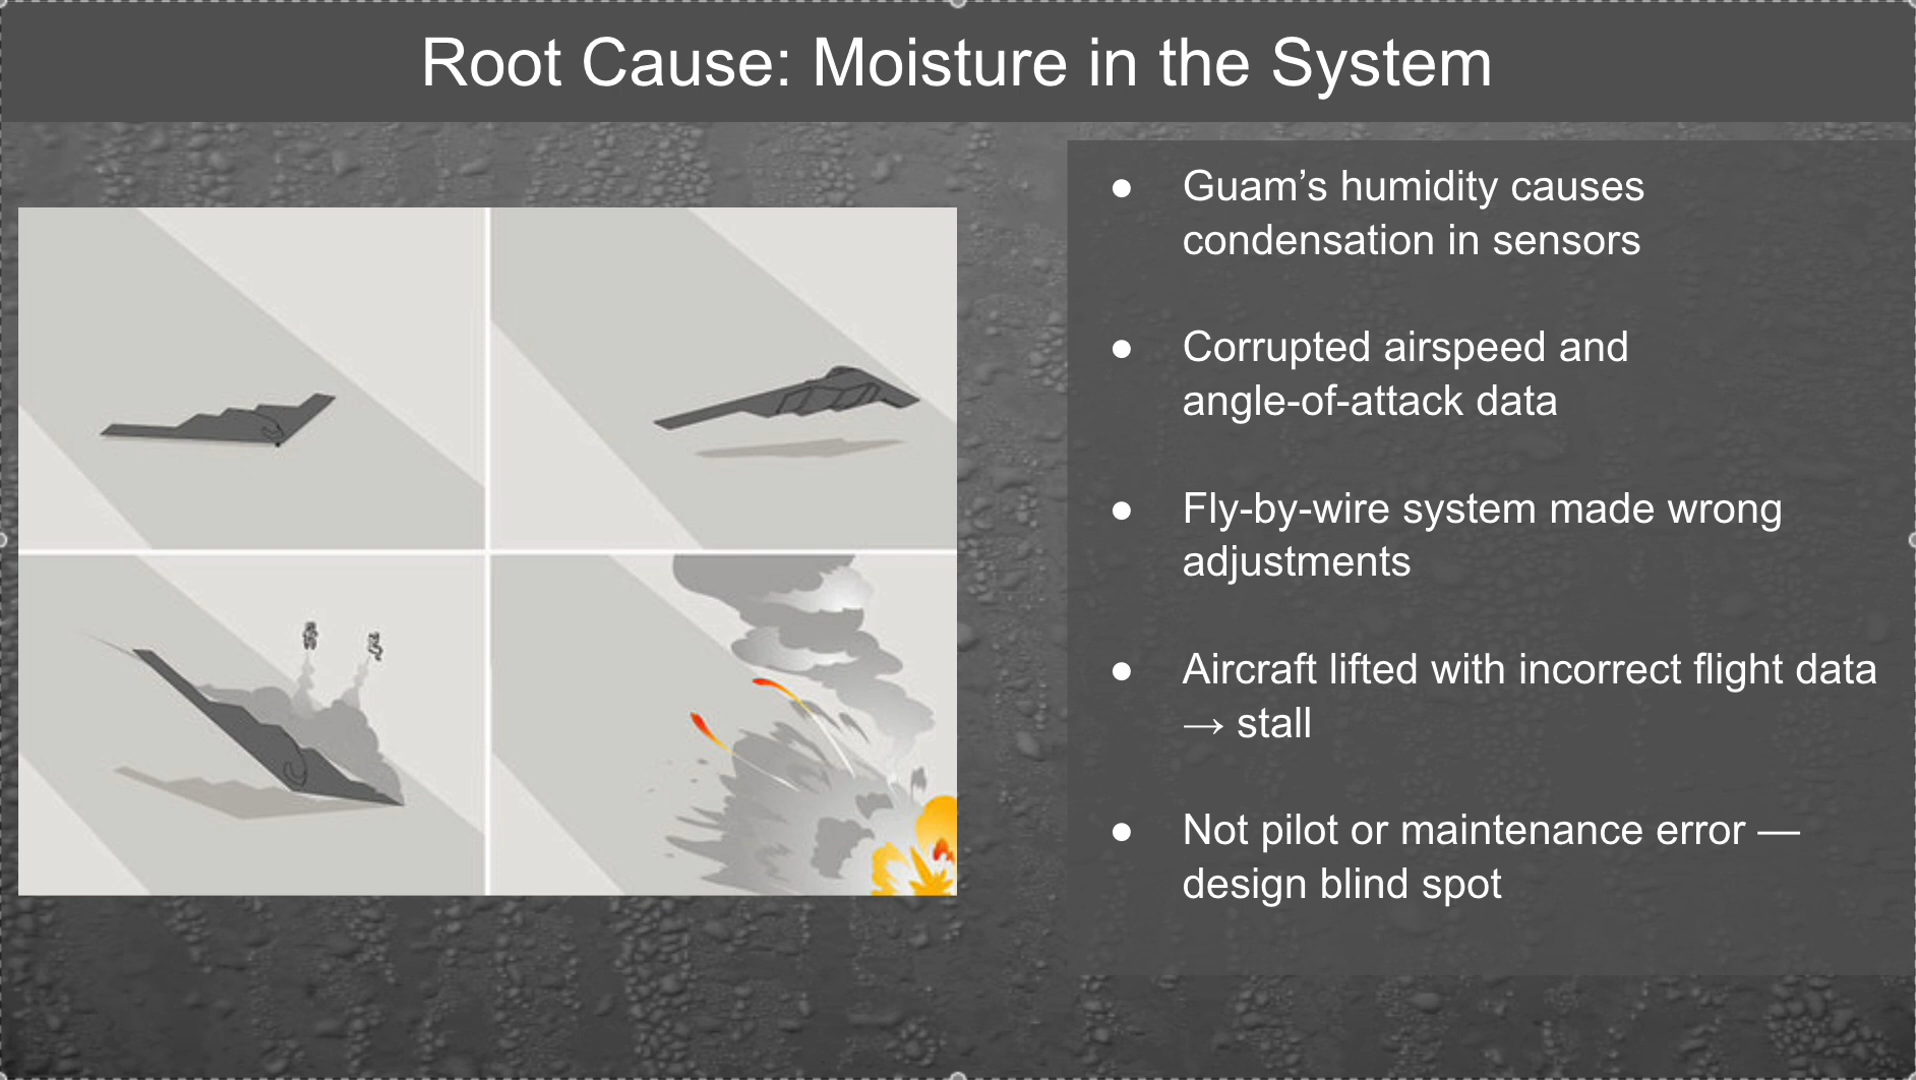 Root Cause: Moisture in the System
● Guam’s humidity causes
condensation in sensors
● Corrupted airspeed and
angle-of-attack data
● Fly-by-wire system made wrong
adjustments
● Aircraft lifted with incorrect flight data
→ stall
● Not pilot or maintenance error —
design blind spot